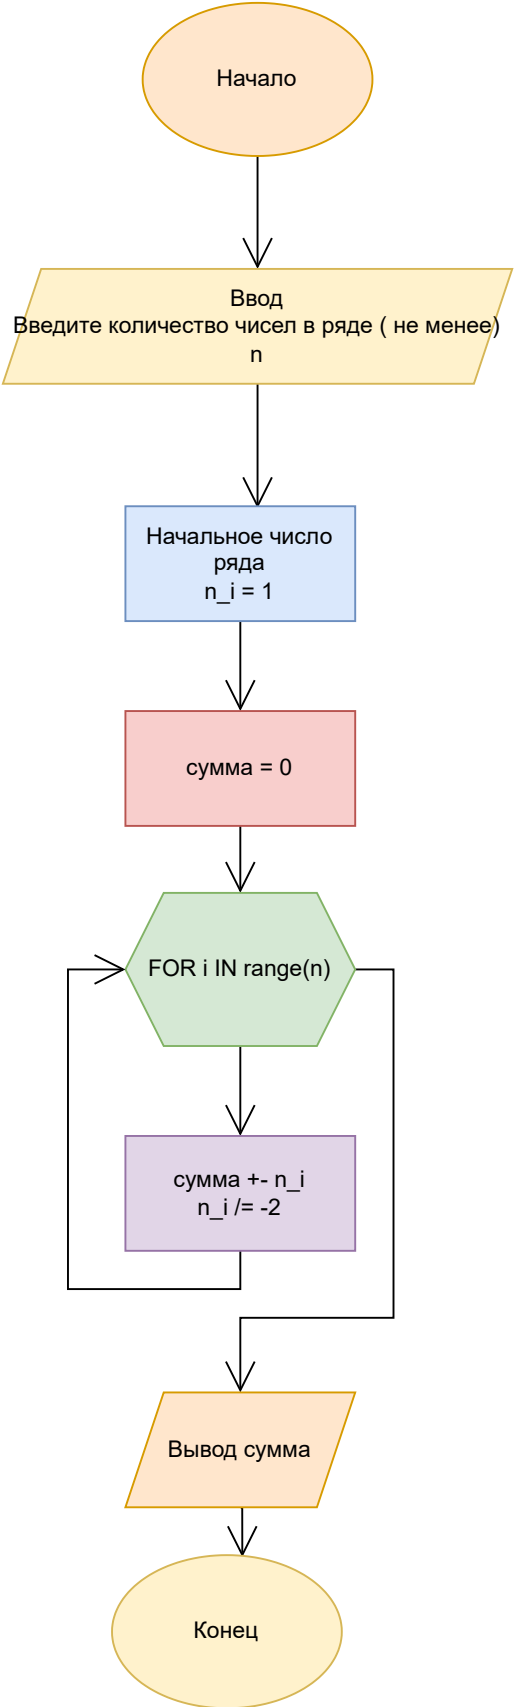 Начало
Ввод
Введите количество чисел в ряде ( не менее)
n
Начальное число
ряда
n_i = 1
сумма = 0
FOR i IN range(n)
сумма +- n_i
n_i /= -2
Вывод сумма
Конец